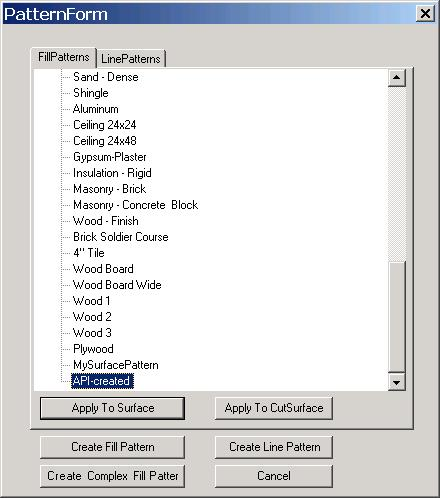 PatternForm
FillPatterns LinePatterns
Sand - Dense
Shingle
Aluminum
Ceiling 24x24
Ceiling 24x48
Gypsum-Plaster
Insulation - Rigid
Masonry - Brick
Masonry - Concrete Block
Wood - Finish
Brick Soldier Course
4" Tile
Wood Board
Wood Board Wide
Wood 1
Wood 2
Wood 3
Plywood
MySurfacePattern
API-created
Apply To Surface Apply To CutSurface
Create Fill Pattern Create Line Pattern
Create Complex Fill Patter Cancel